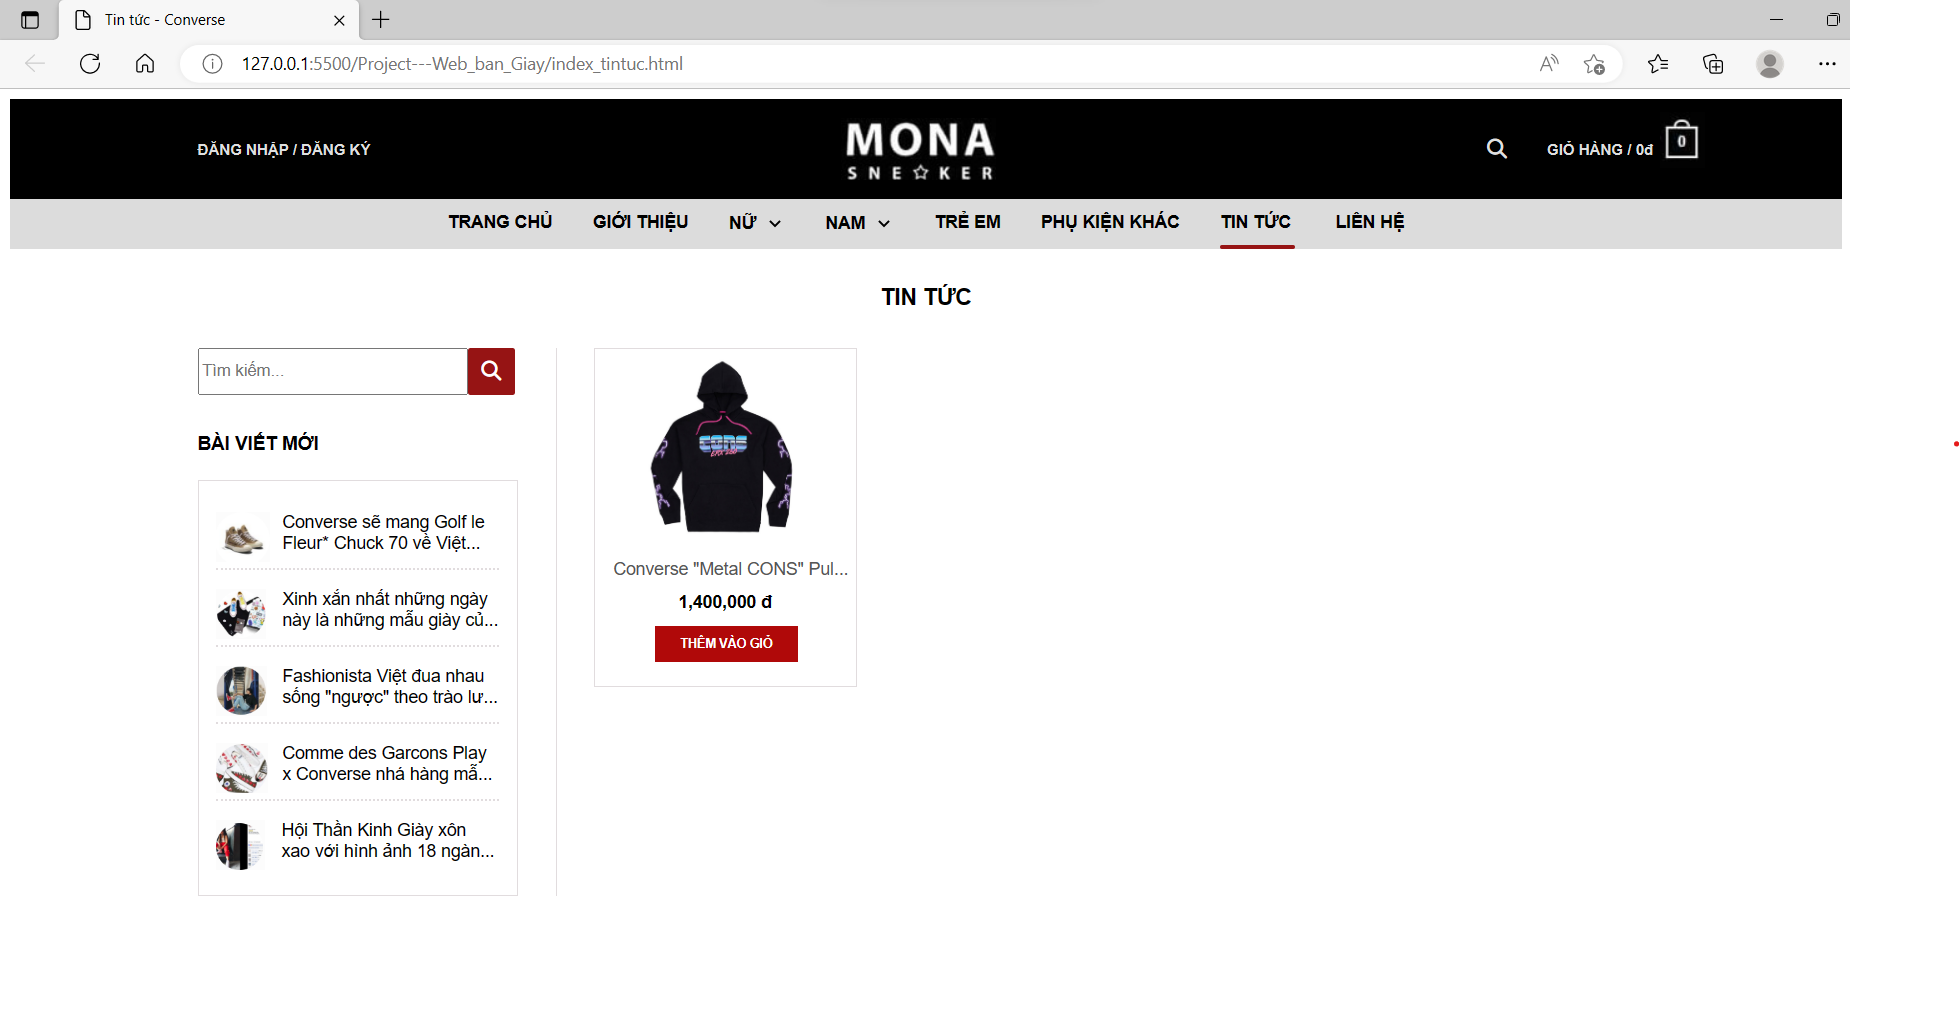 Tin tức - Converse
127.0.0.1:5500/Project---Web_ban_Giay/index_tintuc.html
ĐĂNG NHẬP / ĐĂNG KÝ
MONA
SNE☆KER
GIỎ HÀNG / 0đ
0
TRANG CHỦ
GIỚI THIỆU
NỮ
NAM
TRẺ EM
PHỤ KIỆN KHÁC
TIN TỨC
LIÊN HỆ
TIN TỨC
Tìm kiếm...
BÀI VIẾT MỚI
Converse sẽ mang Golf le
Fleur* Chuck 70 về Việt...
Xinh xắn nhất những ngày
này là những mẫu giày củ...
Fashionista Việt đua nhau
sống "ngược" theo trào lư...
Comme des Garcons Play
x Converse nhá hàng mẫ...
Hội Thần Kinh Giày xôn
xao với hình ảnh 18 ngàn...
CONS
Converse "Metal CONS" Pul...
1,400,000 đ
THÊM VÀO GIỎ